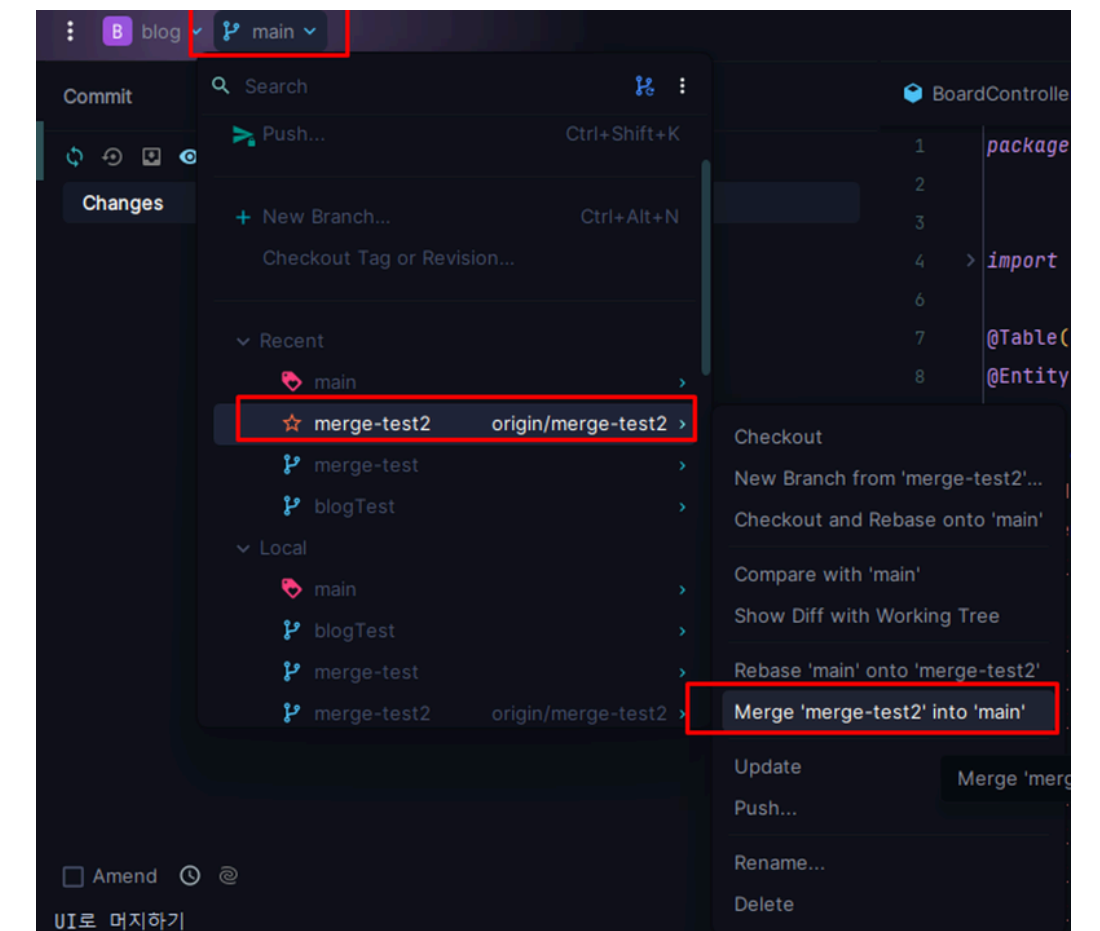 B blog main
Commit
Search
BoardControlle
Push... Ctrl+Shift+K
1 package
Changes
2
+ New Branch... Ctrl+Alt+N
3
Checkout Tag or Revision...
4 import
6
Recent
7 @Table(
main
8 @Entity
merge-test2 origin/merge-test2
Checkout
merge-test
New Branch from 'merge-test2'...
blogTest
Checkout and Rebase onto 'main'
Local
Compare with 'main'
main
Show Diff with Working Tree
blogTest
merge-test
Rebase 'main' onto 'merge-test2'
merge-test2 origin/merge-test2
Merge 'merge-test2' into 'main'
Update
Merge 'merg
Push...
Rename...
Amend
Delete
UI로 머지하기